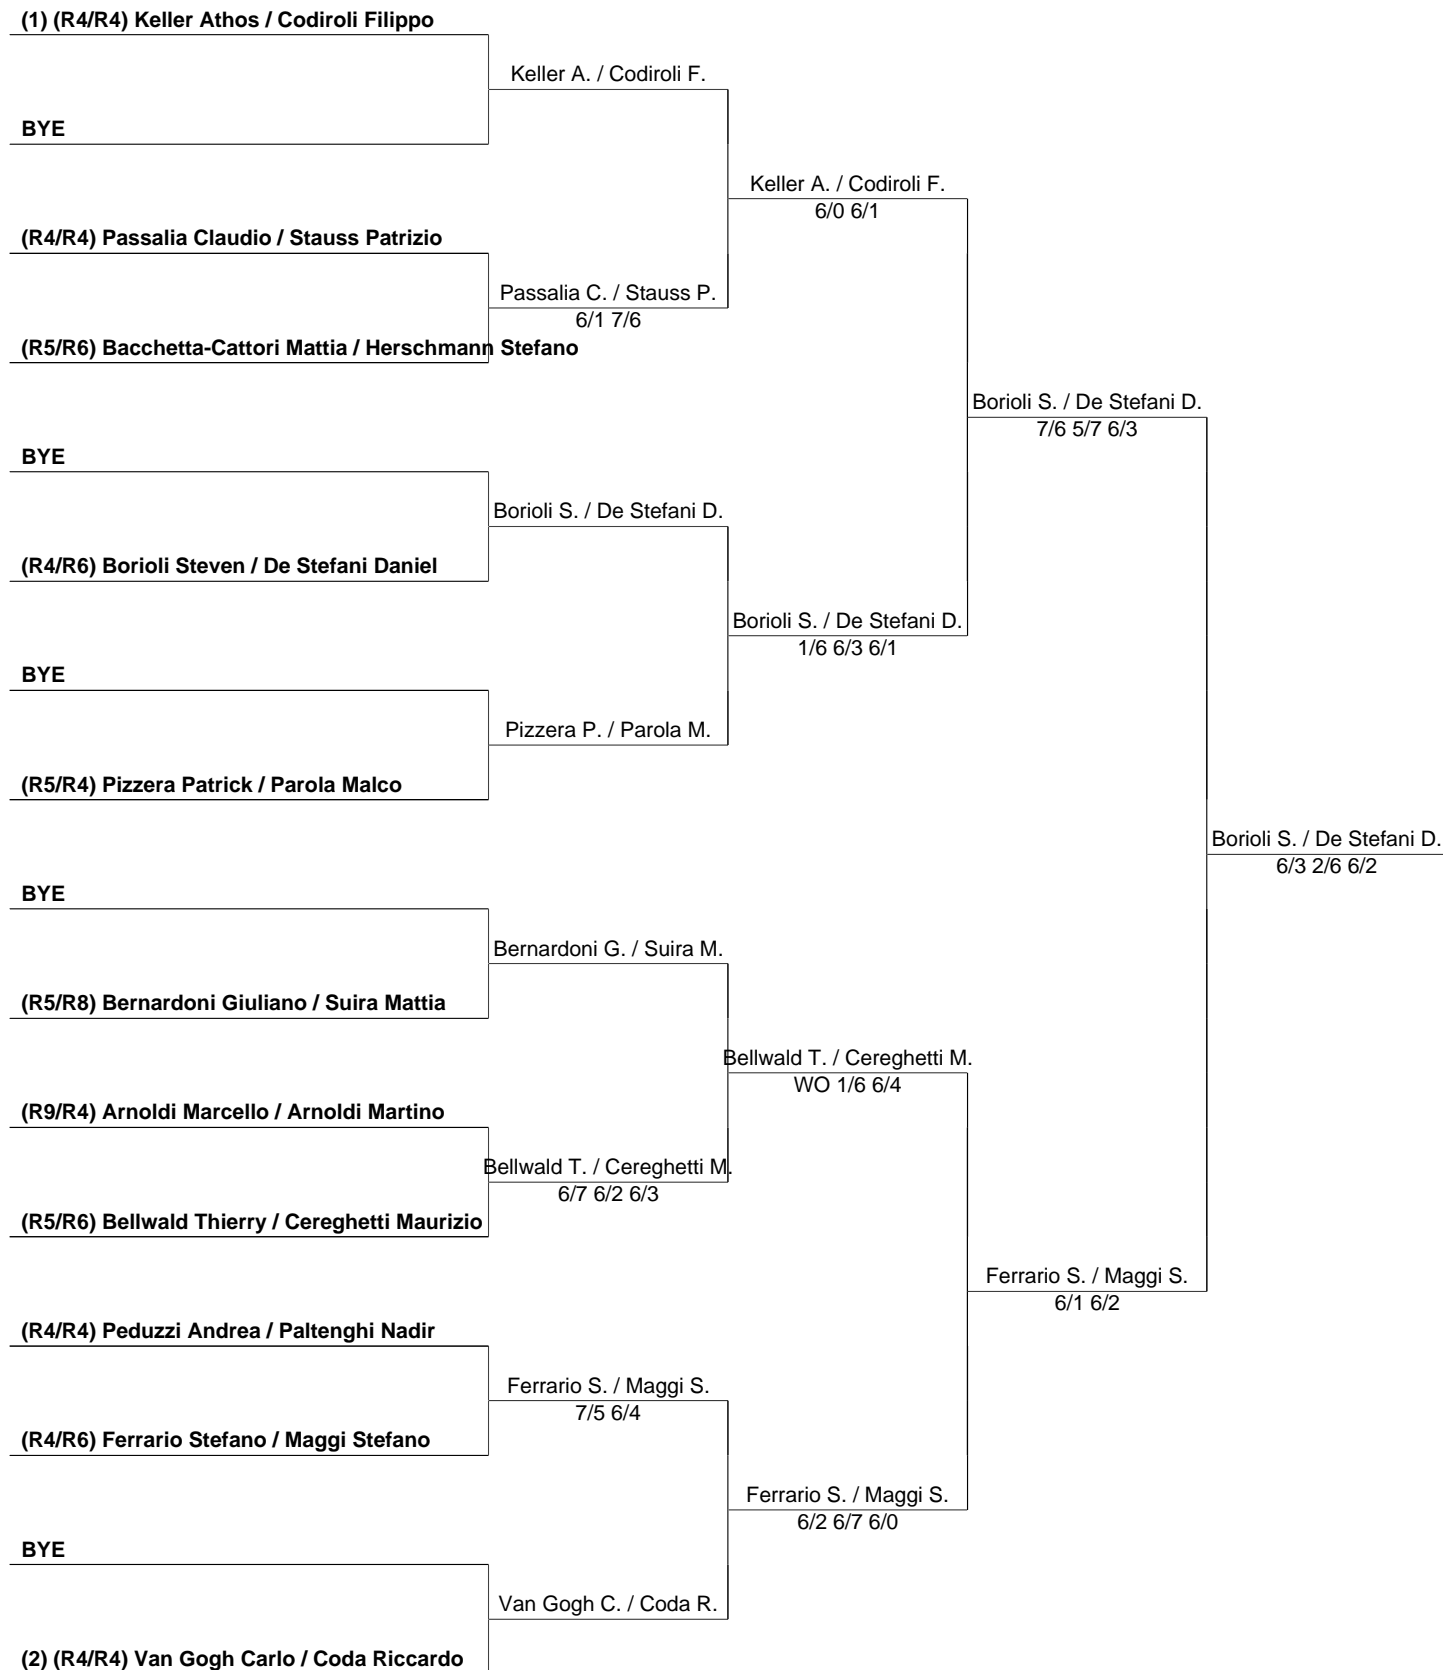 (1) (R4/R4) Keller Athos / Codiroli Filippo
Keller A. / Codiroli F.
BYE
Keller A. / Codiroli F.
6/0 6/1
(R4/R4) Passalia Claudio / Stauss Patrizio
Passalia C. / Stauss P.
6/1 7/6
(R5/R6) Bacchetta-Cattori Mattia / Herschmann Stefano
Borioli S. / De Stefani D.
7/6 5/7 6/3
BYE
Borioli S. / De Stefani D.
(R4/R6) Borioli Steven / De Stefani Daniel
Borioli S. / De Stefani D.
1/6 6/3 6/1
BYE
Pizzera P. / Parola M.
(R5/R4) Pizzera Patrick / Parola Malco
Borioli S. / De Stefani D.
6/3 2/6 6/2
BYE
Bernardoni G. / Suira M.
(R5/R8) Bernardoni Giuliano / Suira Mattia
Bellwald T. / Cereghetti M.
WO 1/6 6/4
(R9/R4) Arnoldi Marcello / Arnoldi Martino
Bellwald T. / Cereghetti M.
6/7 6/2 6/3
(R5/R6) Bellwald Thierry / Cereghetti Maurizio
Ferrario S. / Maggi S.
6/1 6/2
(R4/R4) Peduzzi Andrea / Paltenghi Nadir
Ferrario S. / Maggi S.
7/5 6/4
(R4/R6) Ferrario Stefano / Maggi Stefano
Ferrario S. / Maggi S.
6/2 6/7 6/0
BYE
Van Gogh C. / Coda R.
(2) (R4/R4) Van Gogh Carlo / Coda Riccardo